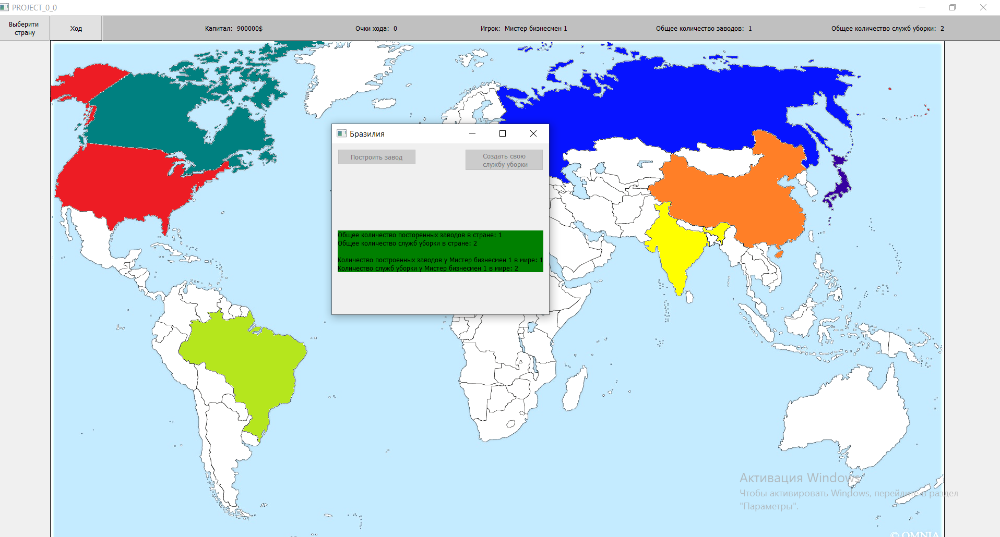 PROJECT_0_0
Выберити
страну
Ход
Капитал: 900000$
Очки хода: 0
Игрок: Мистер бизнесмен 1
Общее количество заводов: 1
Общее количество служб уборки: 2
Бразилия
Построить завод
Создать свою
службу уборки
Общее количество посторенных заводов в стране: 1
Общее количество служб уборки в стране: 2
Количество построенных заводов у Мистер бизнесмен 1 в мире: 1
Количество служб уборки у Мистер бизнесмен 1 в мире: 2
Активация Windows
Чтобы активировать Windows, перейдите в раздел
"Параметры".
© OMNIA